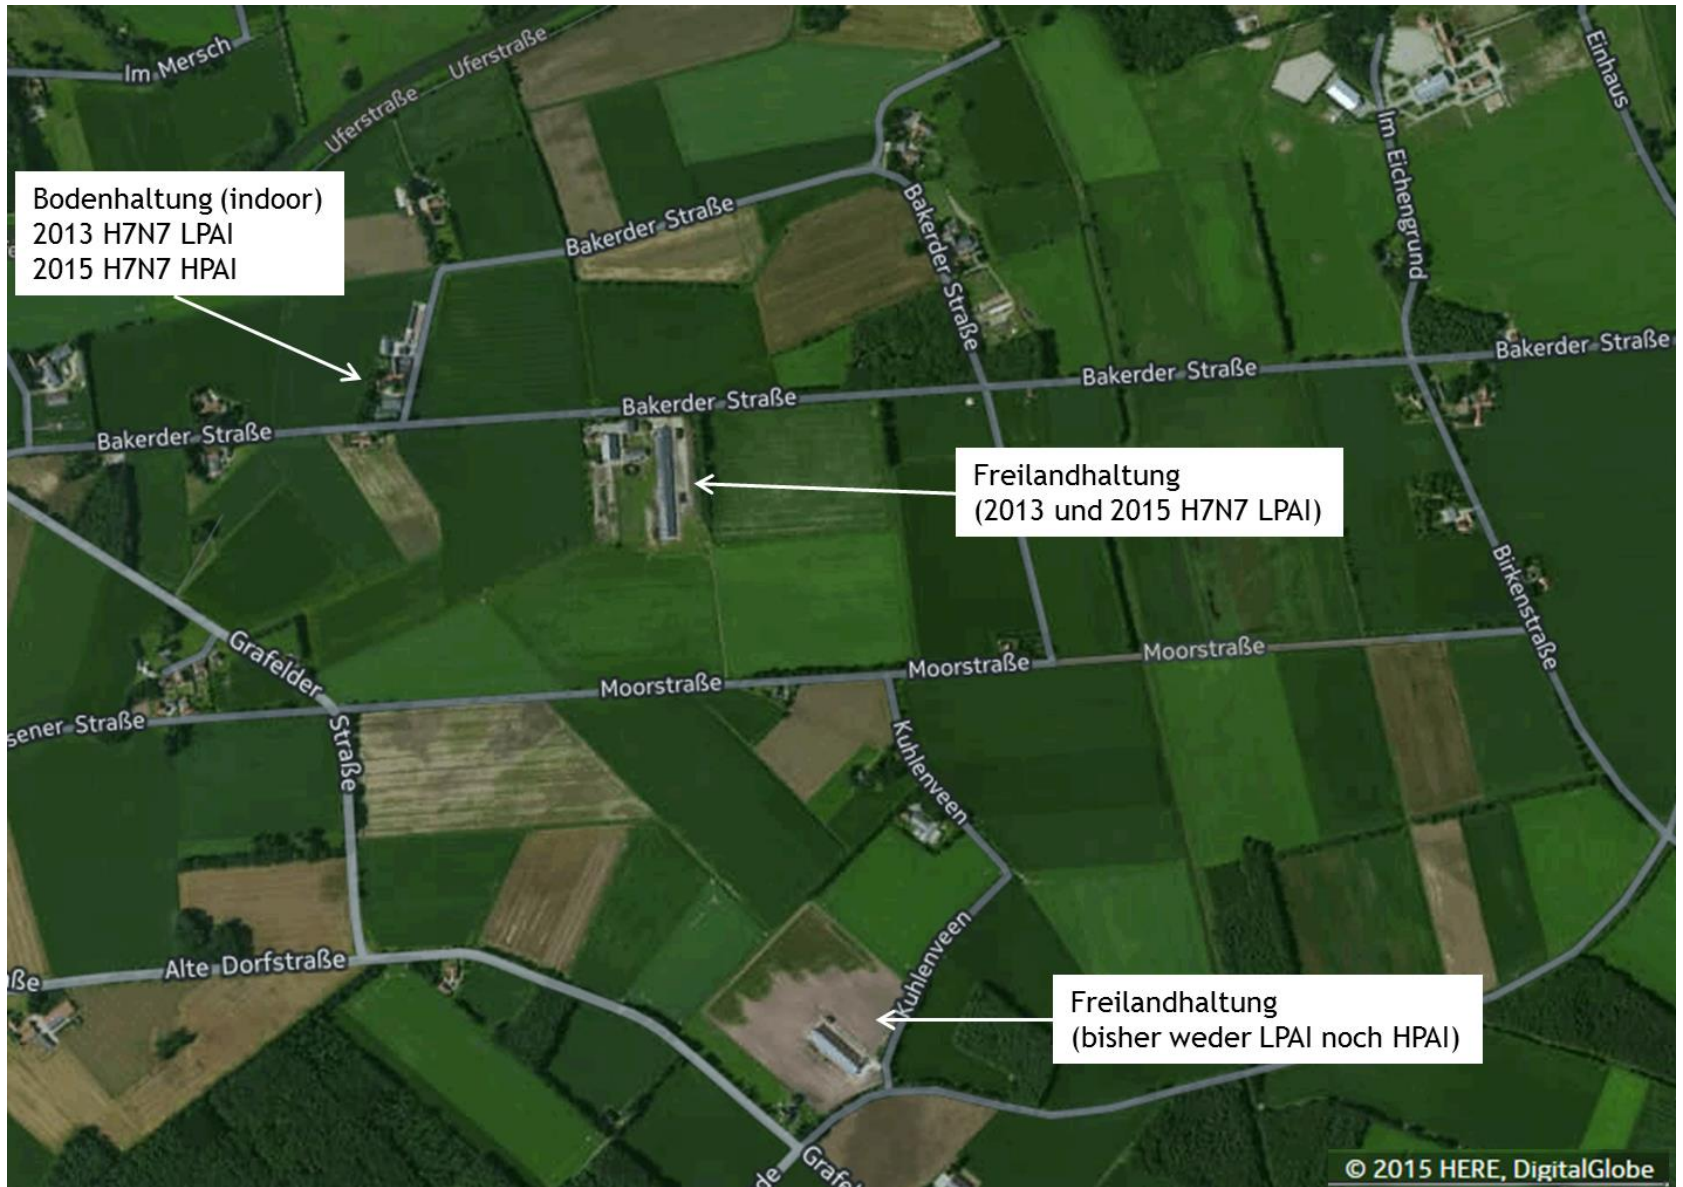 Im Mersch
Uferstraße
Uferstraße
Einhaus
Im Eichengrund
Bodenhaltung (indoor)
2013 H7N7 LPAI
2015 H7N7 HPAI
Bakerder Straße
Bakerder Straße
Bakerder Straße
Bakerder Straße
Bakerder Straße
Bakerder Straße
Freilandhaltung
(2013 und 2015 H7N7 LPAI)
Birkenstraße
Grafelder
Straße
Moorstraße
Moorstraße
Moorstraße
sener Straße
Kuhlenveen
Kuhlenveen
Alte Dorfstraße
ße
Freilandhaltung
(bisher weder LPAI noch HPAI)
de
Grafel
© 2015 HERE, DigitalGlobe